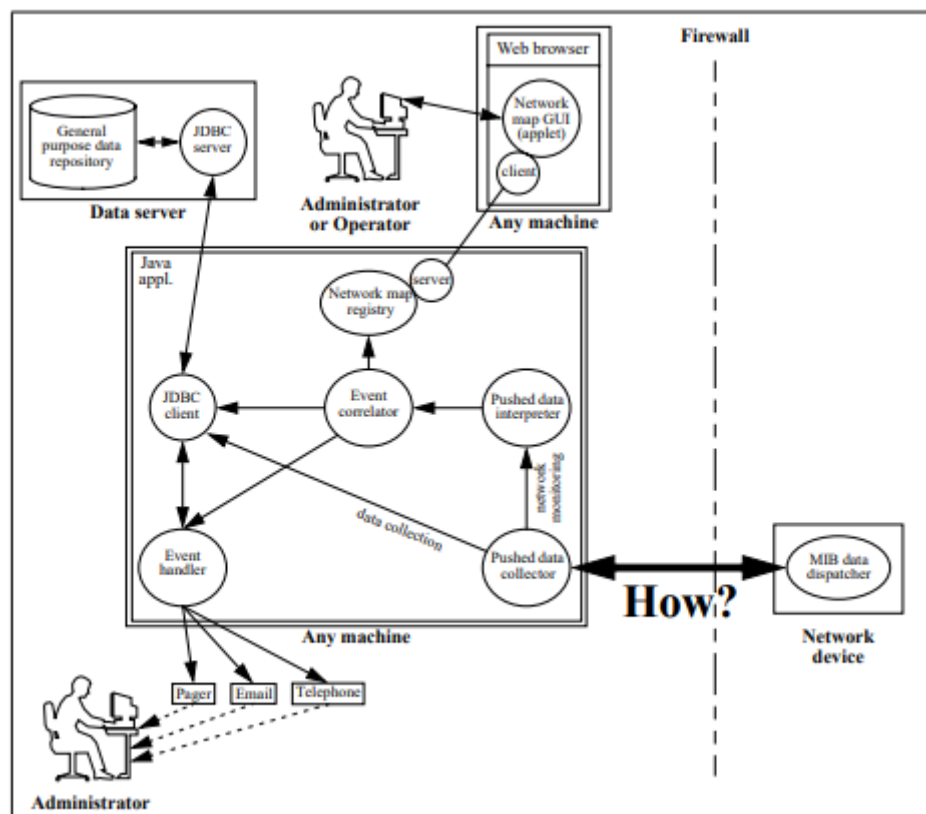 Firewall
Web browser
Network
map GUI
(applet)
client
Any machine
General
purpose data
repository
JDBC
server
Data server
Administrator
or Operator
Java
appl.
server
Network map
registry
JDBC
client
Event
correlator
Pushed data
interpreter
network
monitoring
data collection
Event
handler
Pushed data
collector
How?
MIB data
dispatcher
Network
device
Any machine
Pager
Email
Telephone
Administrator